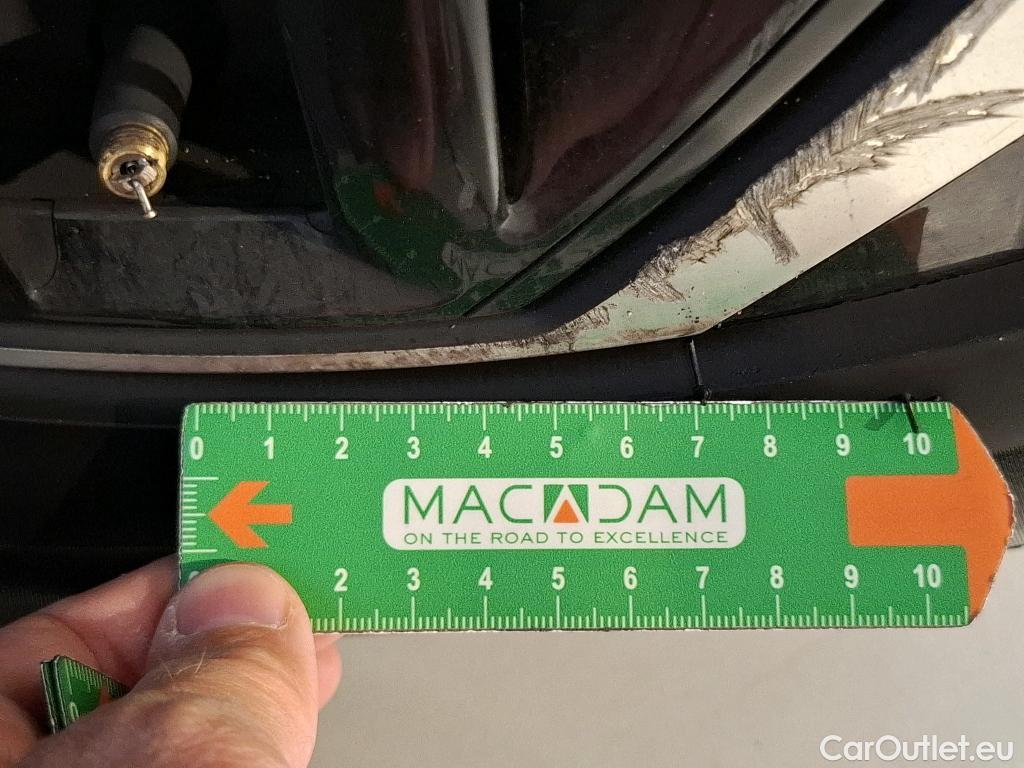 0 1 2 3 4 5 6 7 8 9 10
MACADAM
ON THE ROAD TO EXCELLENCE
2 3 4 5 6 7 8 9 10
CarOutlet.eu